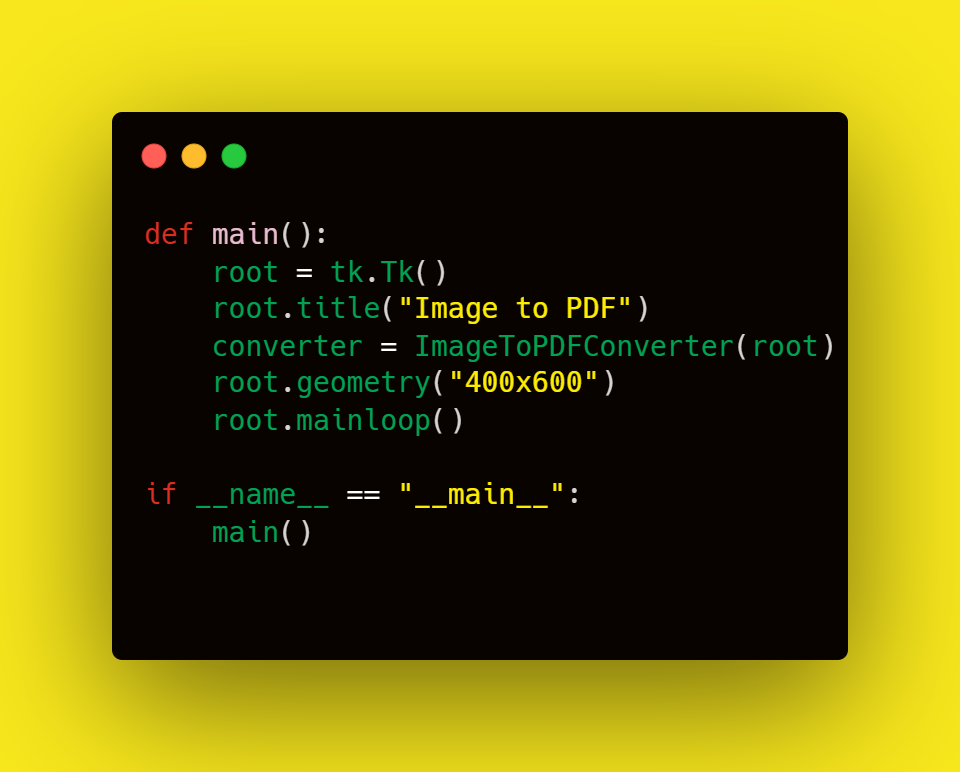 def main():
    root = tk.Tk()
    root.title("Image to PDF")
    converter = ImageToPDFConverter(root)
    root.geometry("400x600")
    root.mainloop()

if __name__ == "__main__":
    main()